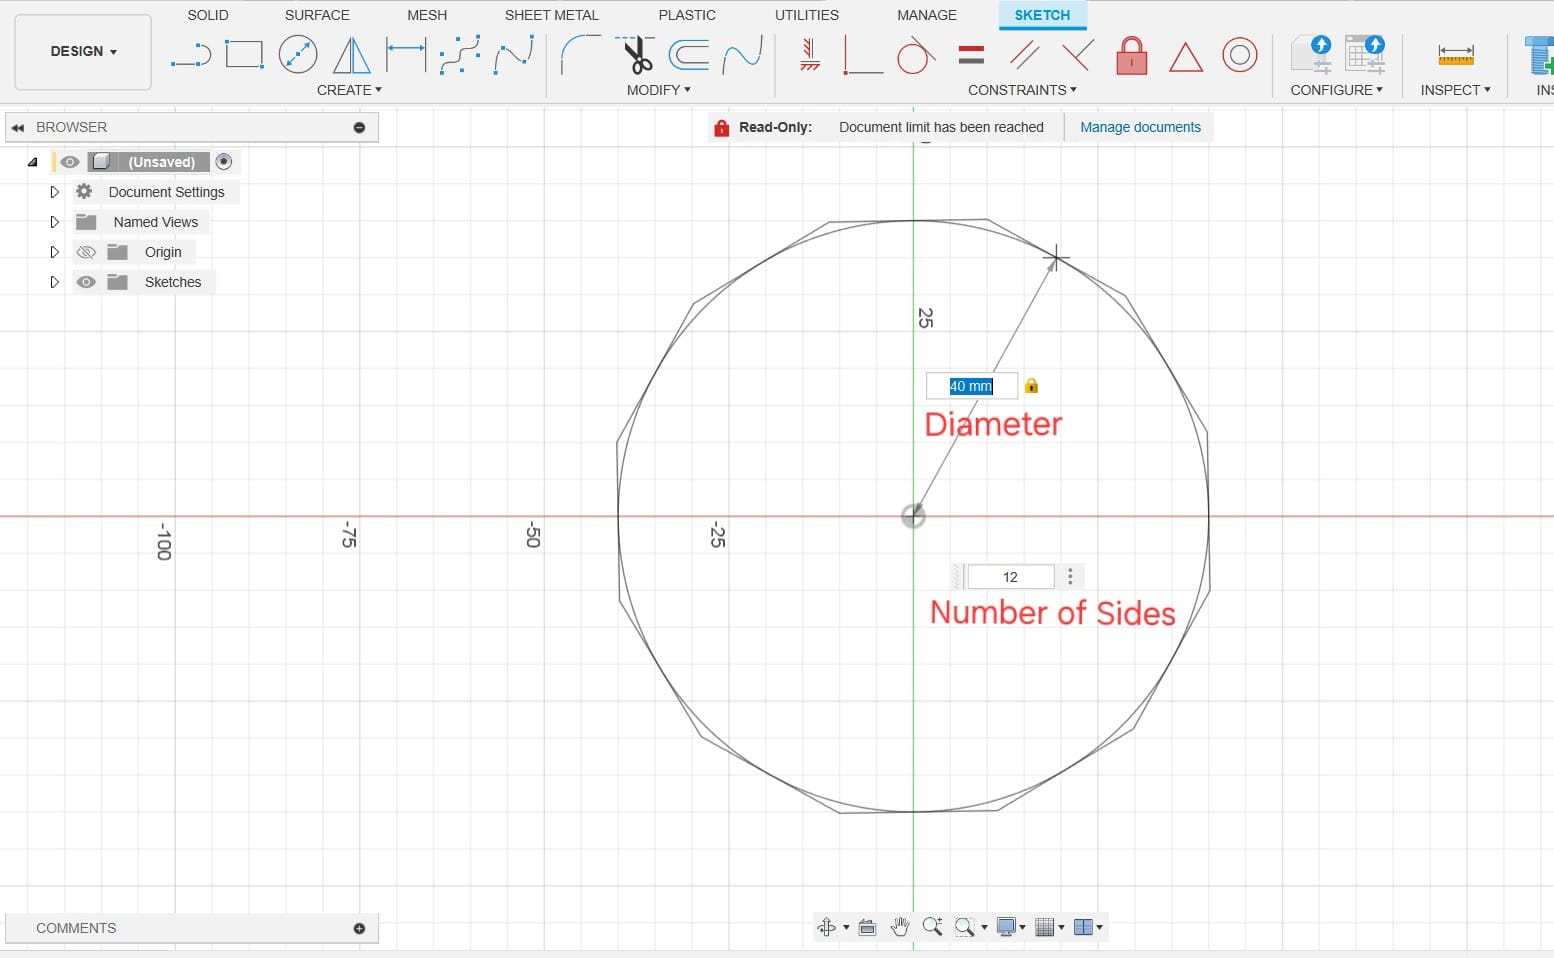 SOLID SURFACE MESH SHEET METAL PLASTIC UTILITIES MANAGE SKETCH
DESIGN
CREATE MODIFY CONSTRAINTS CONFIGURE INSPECT INS
BROWSER
Read-Only: Document limit has been reached Manage documents
(Unsaved)
Document Settings
Named Views
Origin
Sketches
25
40 mm
Diameter
-100 -75 -50 -25
12
Number of Sides
COMMENTS